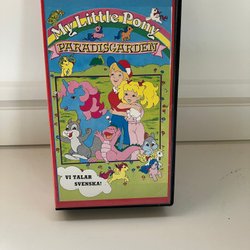 My Little Pony
PARADISGÅRDEN
VI TALAR
SVENSKA!